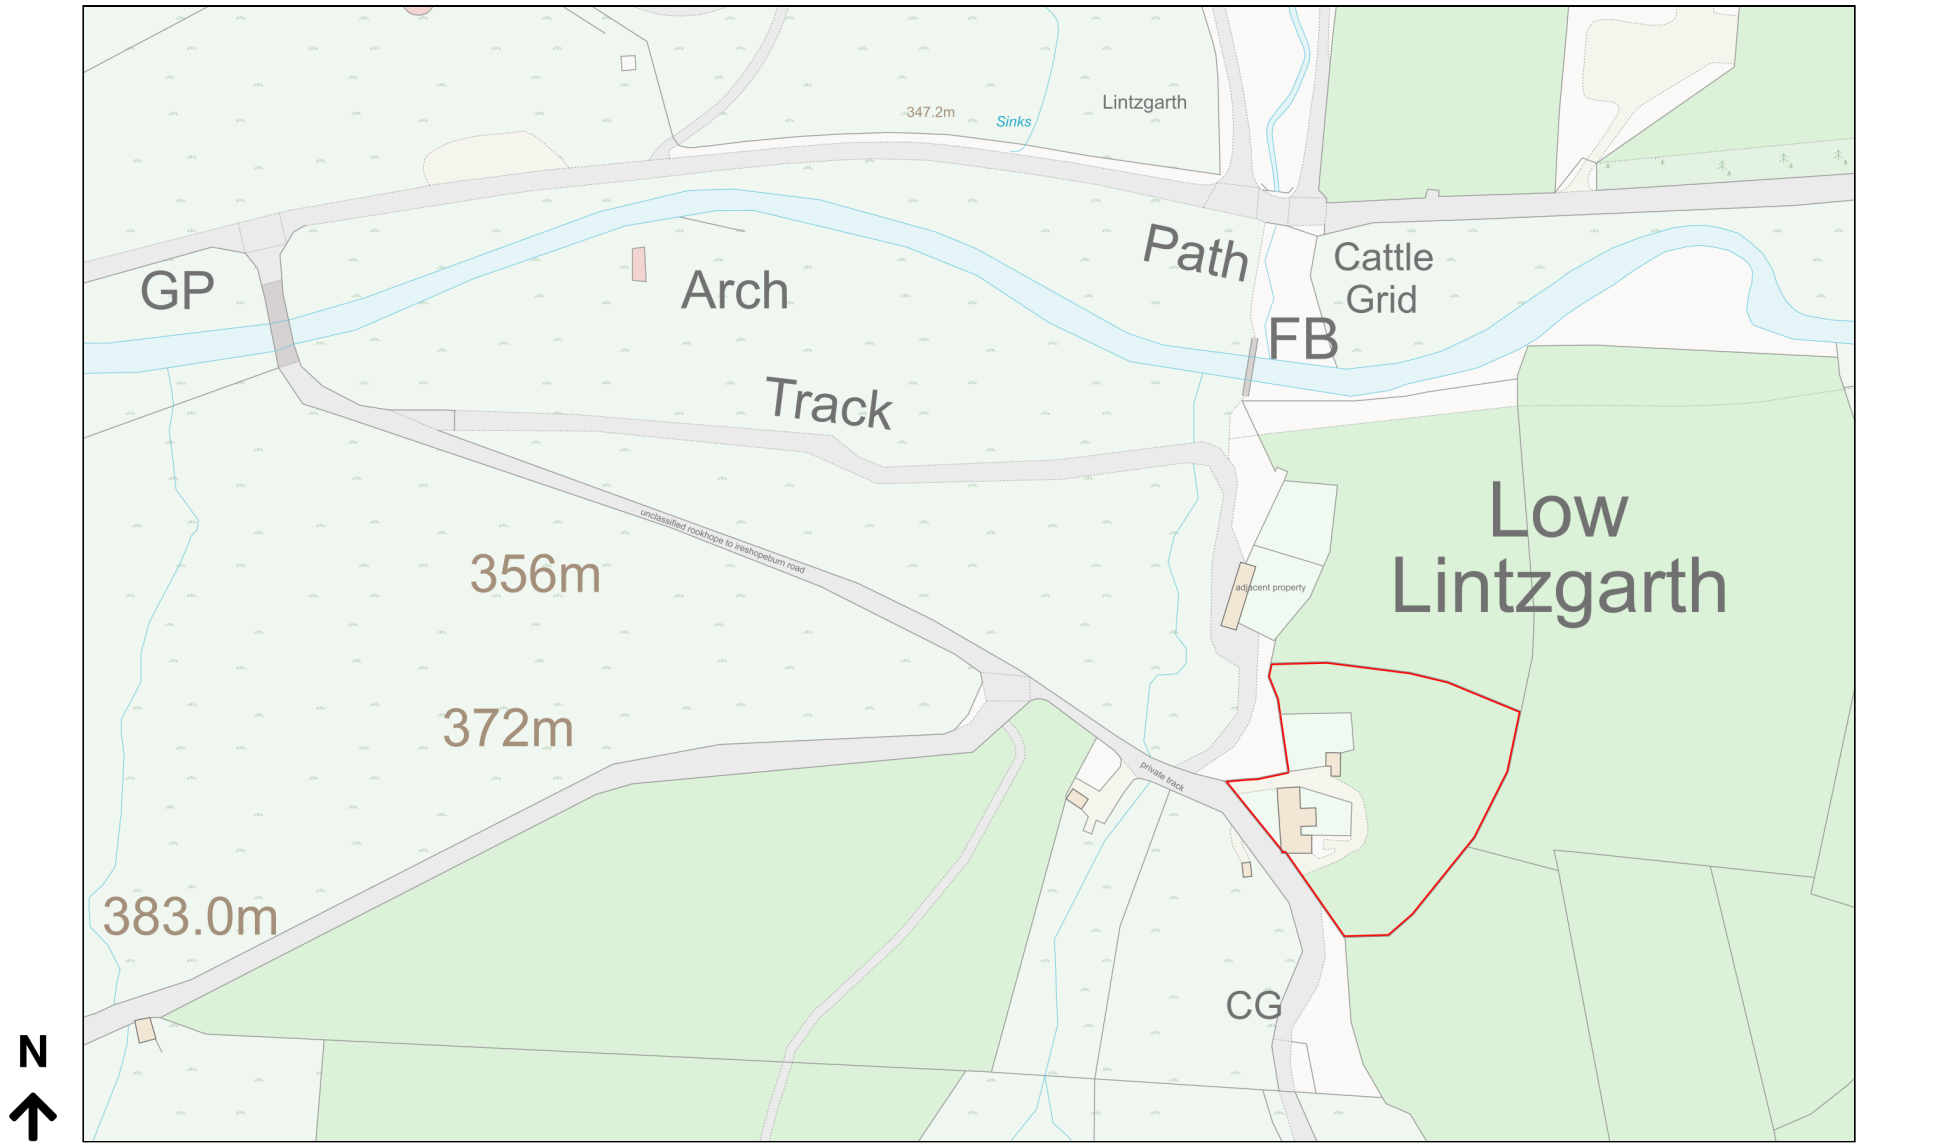 Lintzgarth
347.2m
Sinks
Path
Cattle
Grid
GP
Arch
FB
Track
Low
Lintzgarth
unclassified rookhope to ireshopeburn road
356m
adjacent property
372m
private track
383.0m
CG
N